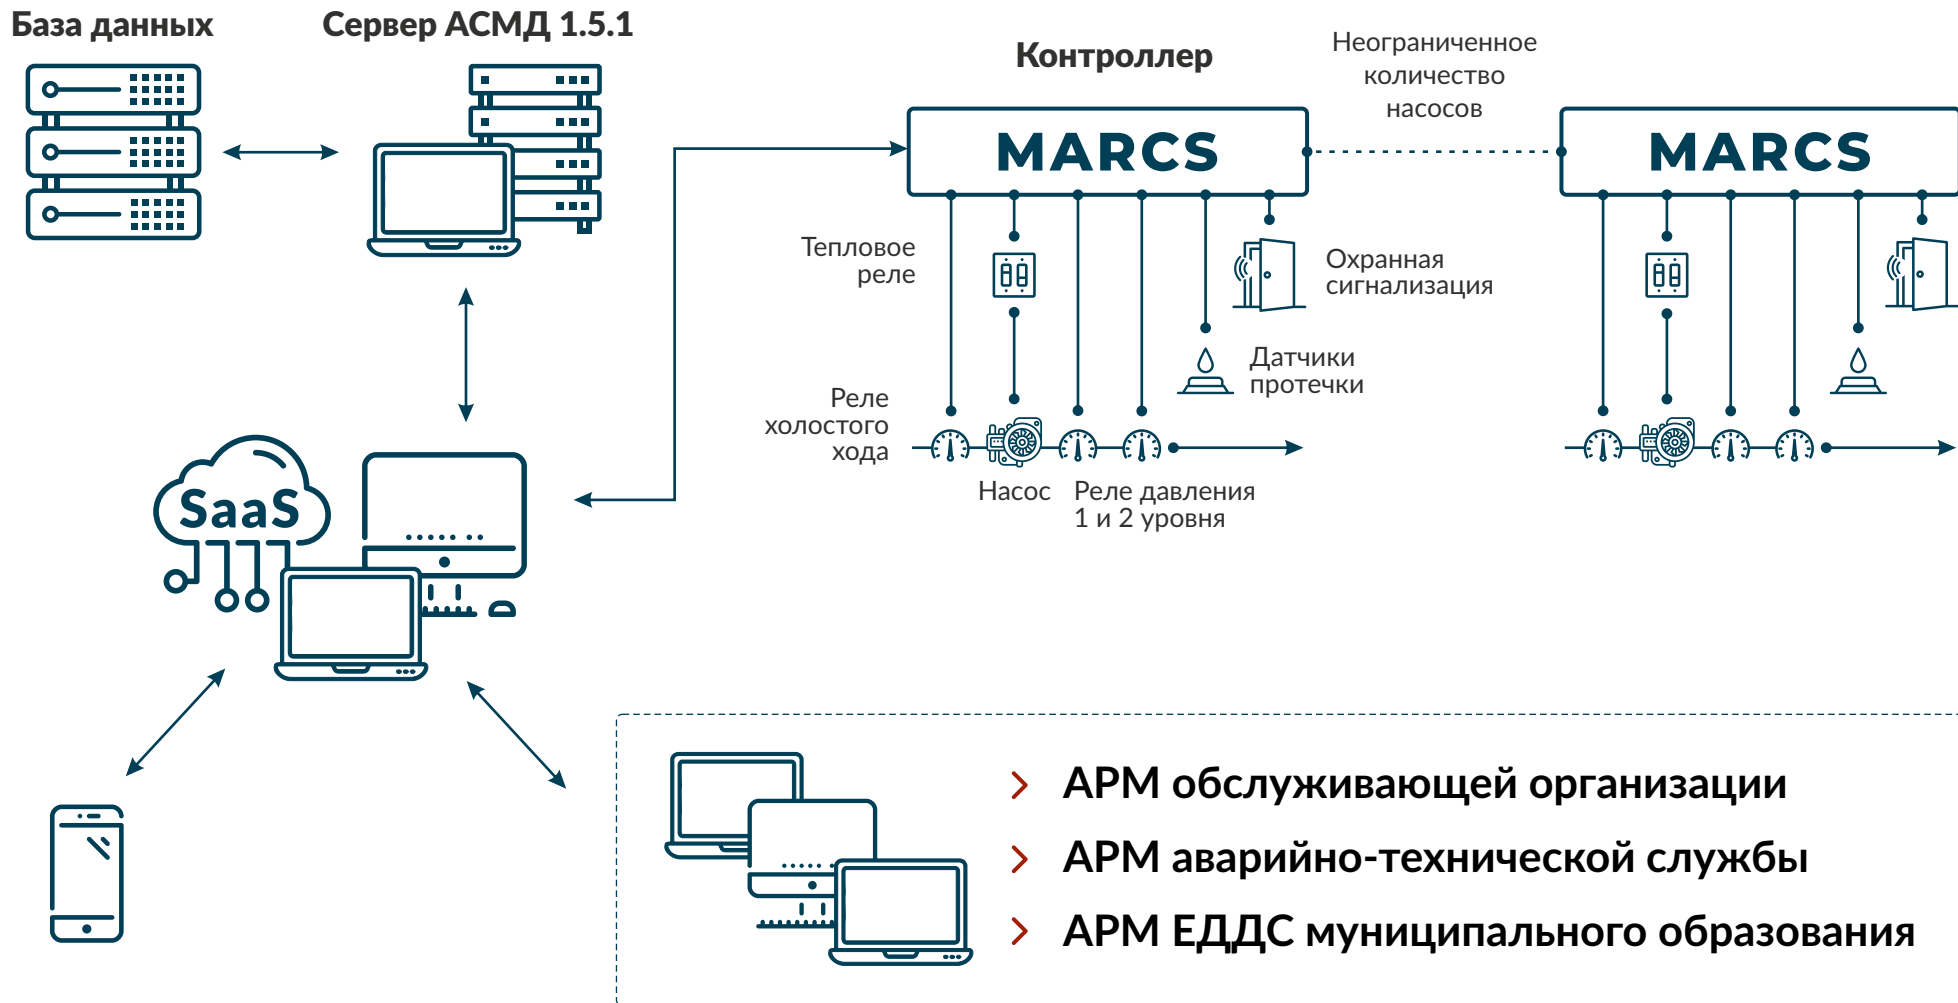 База данных
Сервер АСМД 1.5.1
Контроллер
Неограниченное
количество
насосов
MARCS
MARCS
Тепловое
реле
Охранная
сигнализация
Датчики
протечки
Реле
холостого
хода
Насос
Реле давления
1 и 2 уровня
SaaS
АРМ обслуживающей организации
АРМ аварийно-технической службы
АРМ ЕДДС муниципального образования